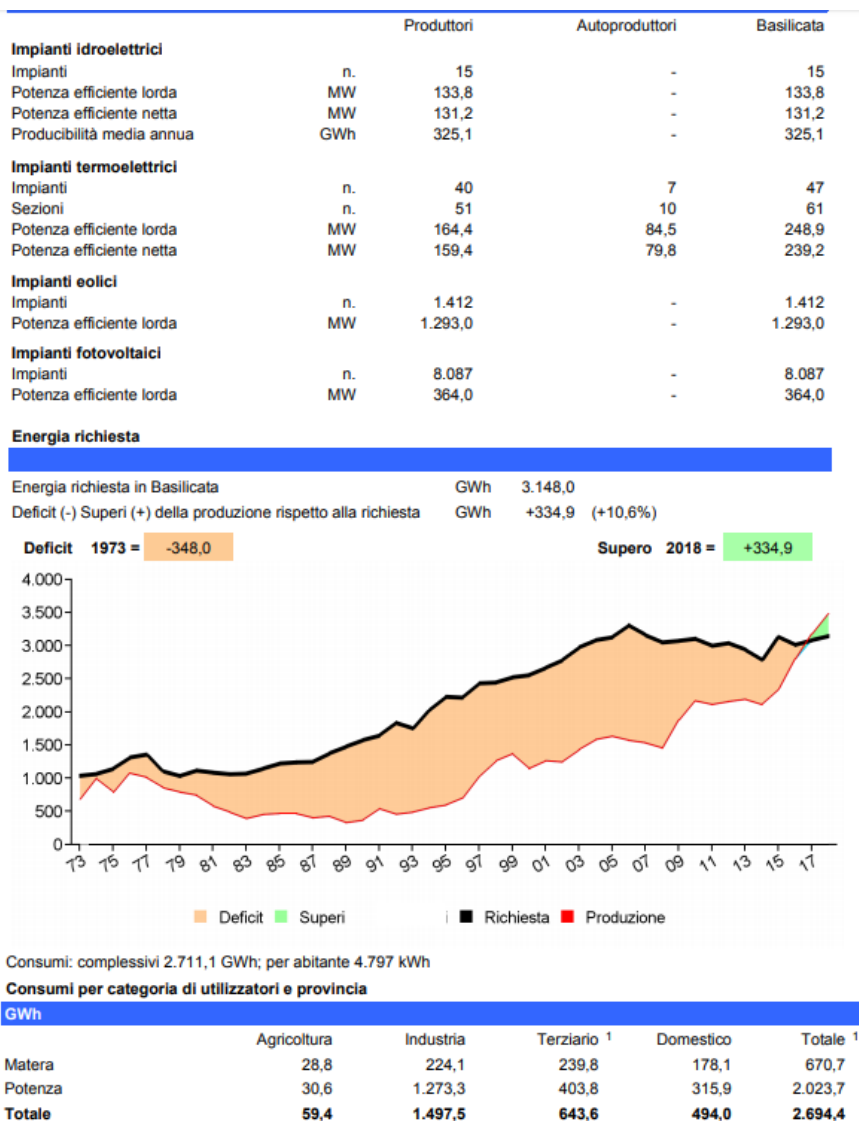 Produttori Autoproduttori Basilicata
Impianti idroelettrici
Impianti n. 15 - 15
Potenza efficiente lorda MW 133,8 - 133,8
Potenza efficiente netta MW 131,2 - 131,2
Producibilità media annua GWh 325,1 - 325,1
Impianti termoelettrici
Impianti n. 40 7 47
Sezioni n. 51 10 61
Potenza efficiente lorda MW 164,4 84,5 248,9
Potenza efficiente netta MW 159,4 79,8 239,2
Impianti eolici
Impianti n. 1.412 - 1.412
Potenza efficiente lorda MW 1.293,0 - 1.293,0
Impianti fotovoltaici
Impianti n. 8.087 - 8.087
Potenza efficiente lorda MW 364,0 - 364,0
Energia richiesta
Energia richiesta in Basilicata GWh 3.148,0
Deficit (-) Superi (+) della produzione rispetto alla richiesta GWh +334,9 (+10,6%)
Deficit 1973 = -348,0 Supero 2018 = +334,9
4.000
3.500
3.000
2.500
2.000
1.500
1.000
500
0
73 75 77 79 81 83 85 87 89 91 93 95 97 99 01 03 05 07 09 11 13 15 17
Deficit Superi i Richiesta Produzione
Consumi: complessivi 2.711,1 GWh; per abitante 4.797 kWh
Consumi per categoria di utilizzatori e provincia
GWh
Agricoltura Industria Terziario 1 Domestico Totale 1
Matera 28,8 224,1 239,8 178,1 670,7
Potenza 30,6 1.273,3 403,8 315,9 2.023,7
Totale 59,4 1.497,5 643,6 494,0 2.694,4